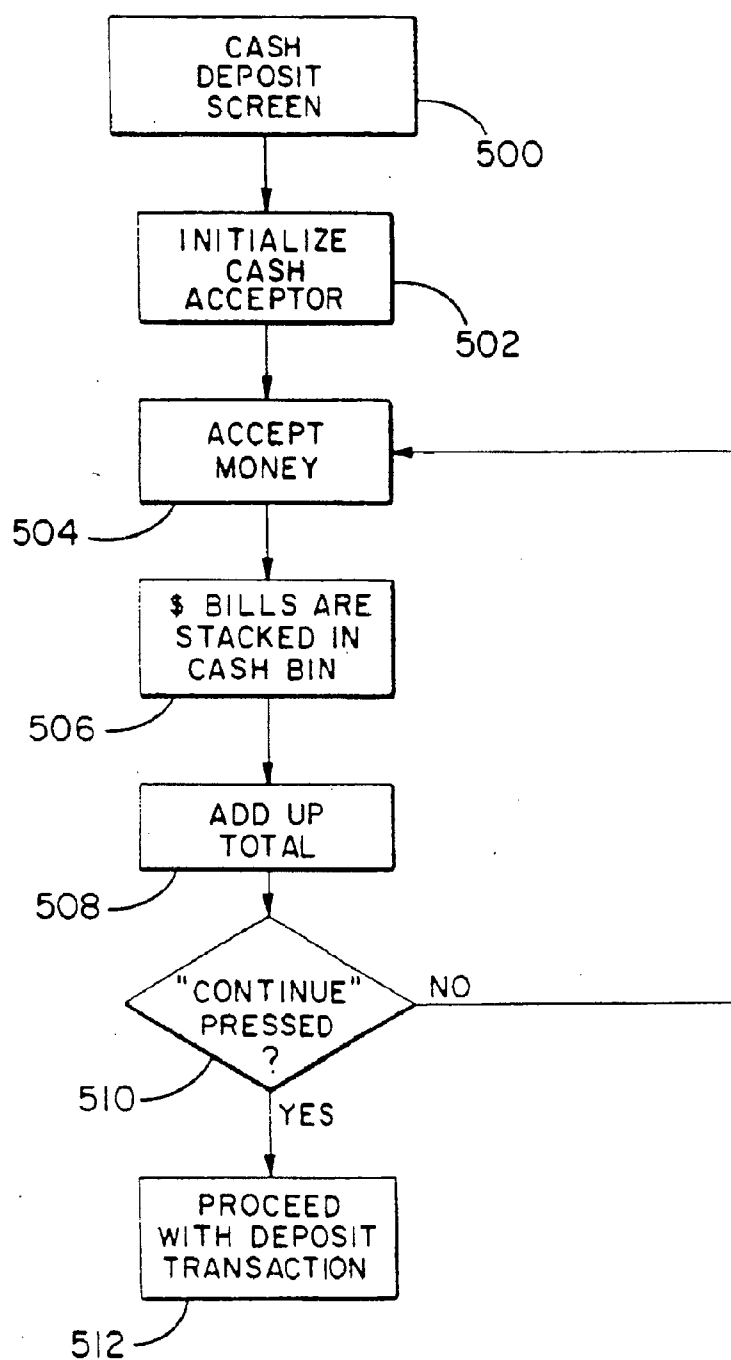 CASH
DEPOSIT
SCREEN
500
INITIALIZE
CASH
ACCEPTOR
502
ACCEPT
MONEY
504
$ BILLS ARE
STACKED IN
CASH BIN
506
ADD UP
TOTAL
508
"CONTINUE"
PRESSED
?
NO
510
YES
PROCEED
WITH DEPOSIT
TRANSACTION
512